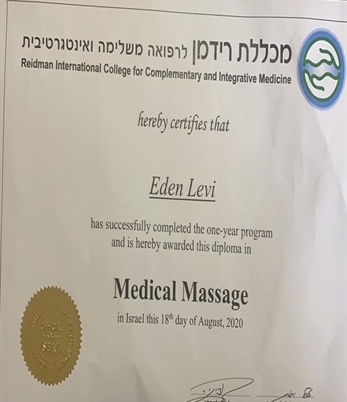 מכללת רידמן לרפואה משלימה ואינטגרטיבית
Reidman International College for Complementary and Integrative Medicine
hereby certifies that
Eden Levi
has successfully completed the one-year program
and is hereby awarded this diploma in
Medical Massage
in Israel this 18th day of August, 2020